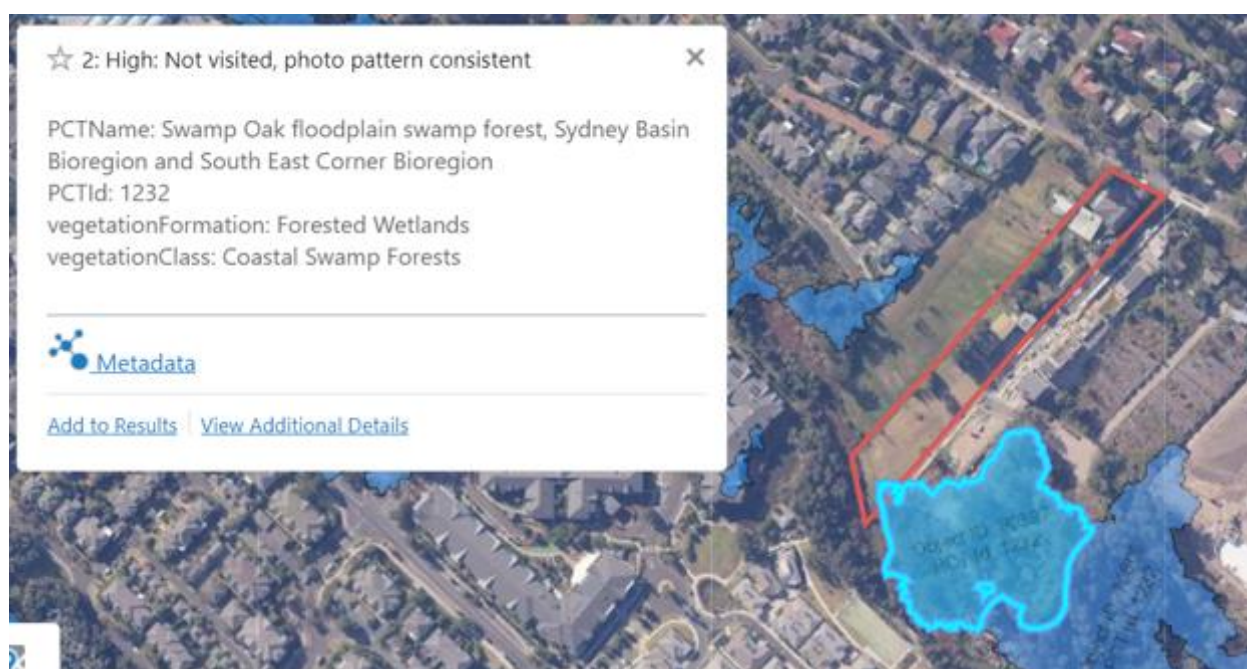 2: High: Not visited, photo pattern consistent
PCTName: Swamp Oak floodplain swamp forest, Sydney Basin
Bioregion and South East Corner Bioregion
PCTId: 1232
vegetationFormation: Forested Wetlands
vegetationClass: Coastal Swamp Forests
Metadata
Add to Results
View Additional Details